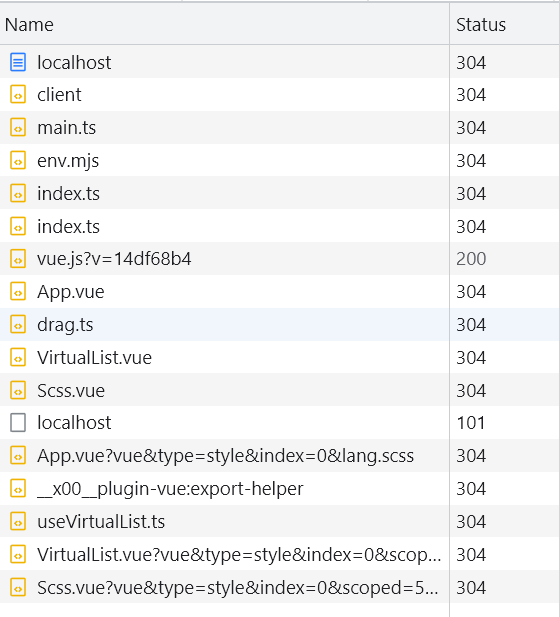 Name Status
localhost 304
client 304
main.ts 304
env.mjs 304
index.ts 304
index.ts 304
vue.js?v=14df68b4 200
App.vue 304
drag.ts 304
VirtualList.vue 304
Scss.vue 304
localhost 101
App.vue?vue&type=style&index=0&lang.scss 304
__x00__plugin-vue:export-helper 304
useVirtualList.ts 304
VirtualList.vue?vue&type=style&index=0&scop... 304
Scss.vue?vue&type=style&index=0&scoped=5... 304